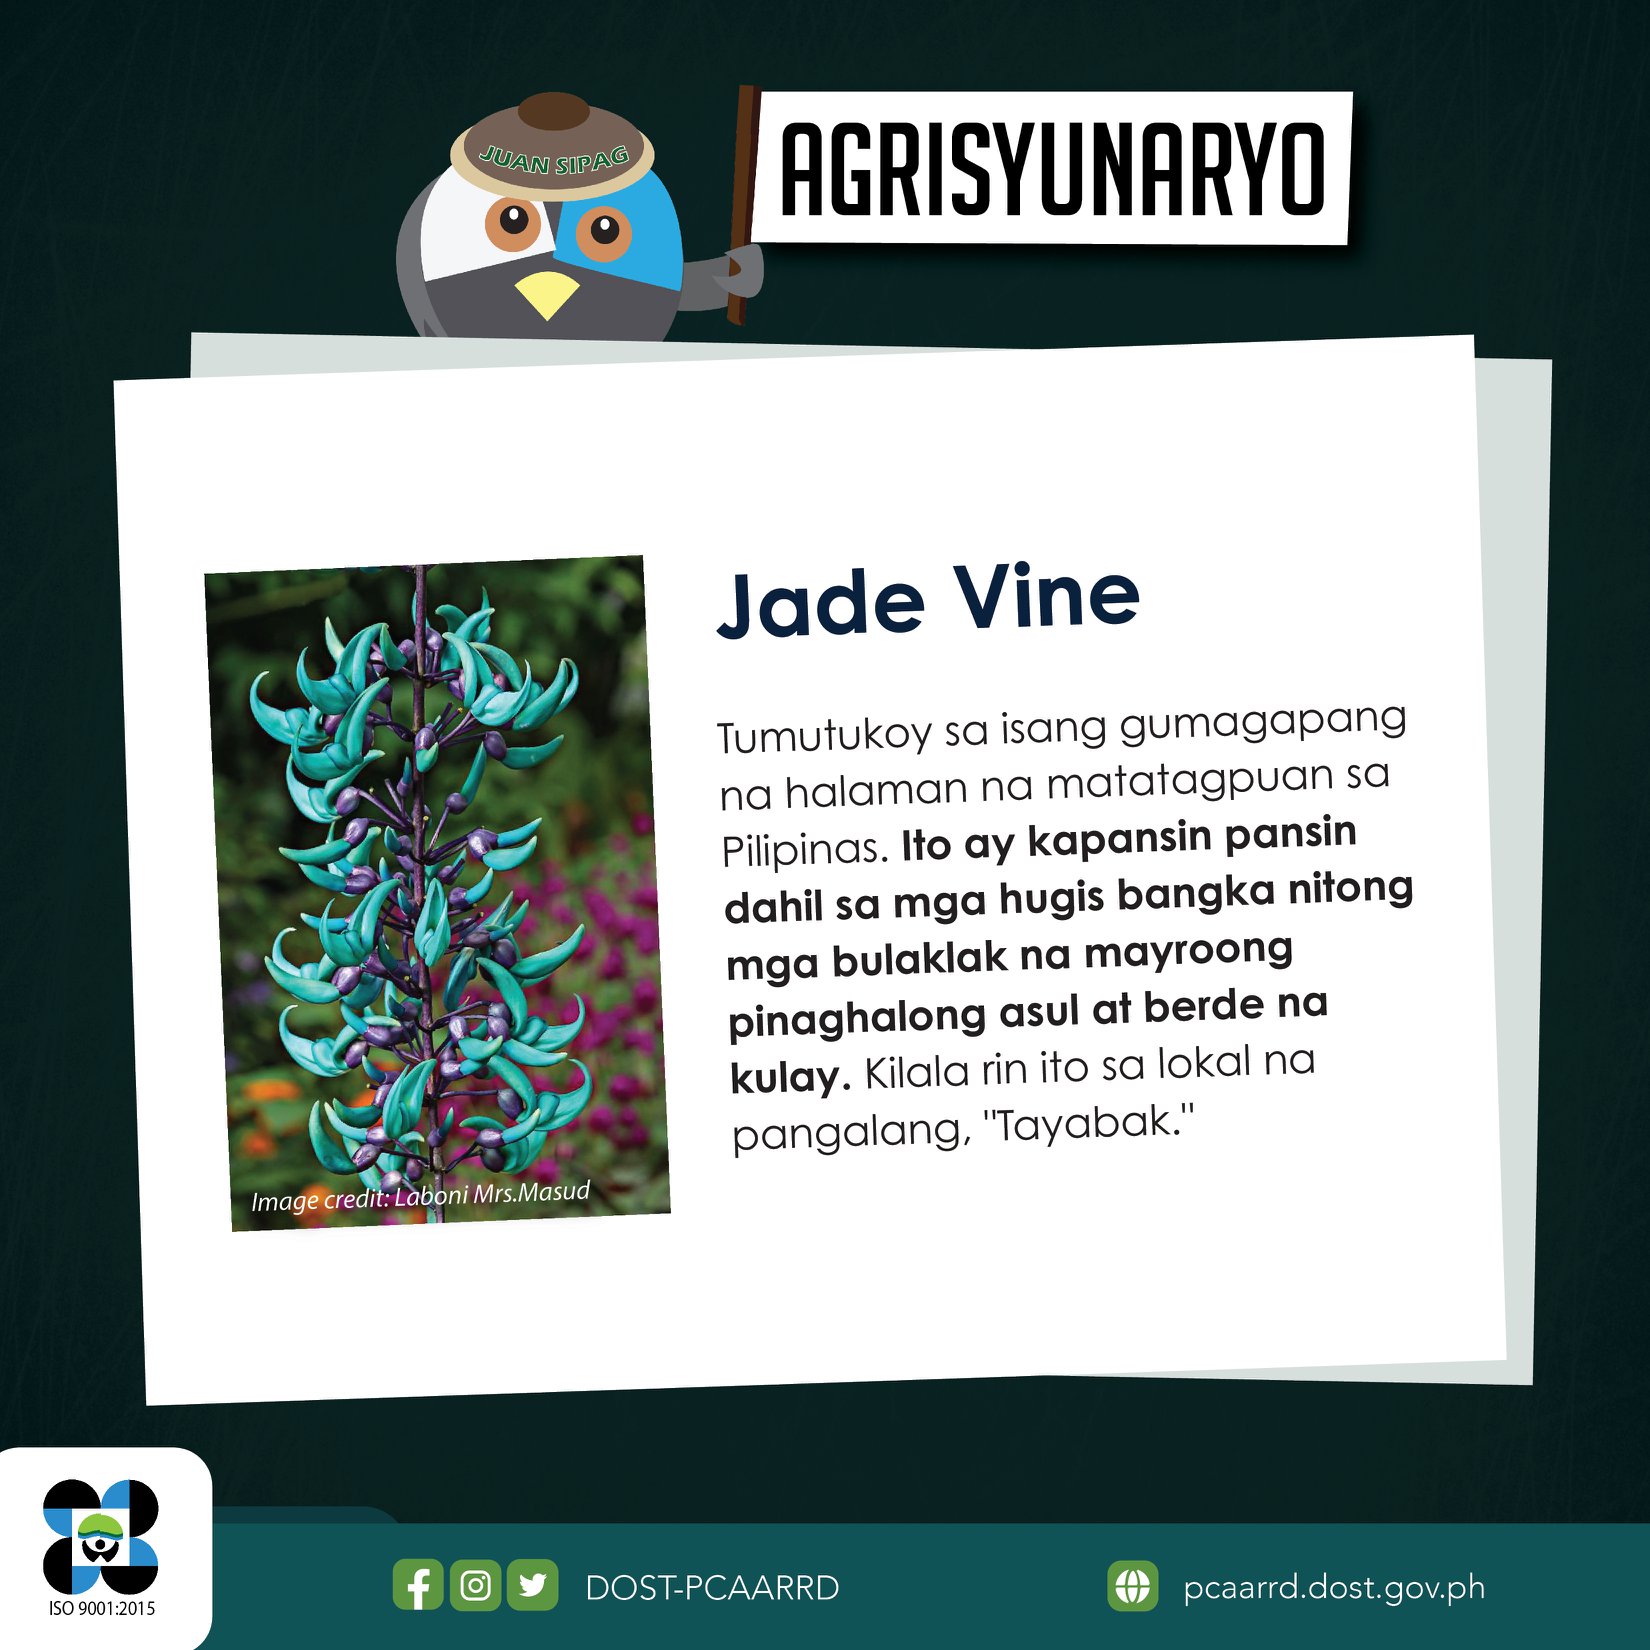 JUAN SIPAG
AGRISYUNARYO
Jade Vine
Tumutukoy sa isang gumagapang
na halaman na matatagpuan sa
Pilipinas. Ito ay kapansin pansin
dahil sa mga hugis bangka nitong
mga bulaklak na mayroong
pinaghalong asul at berde na
kulay. Kilala rin ito sa lokal na
pangalang, "Tayabak."
Image credit: Laboni Mrs.Masud
ISO 9001:2015
DOST-PCAARRD
pcaarrd.dost.gov.ph